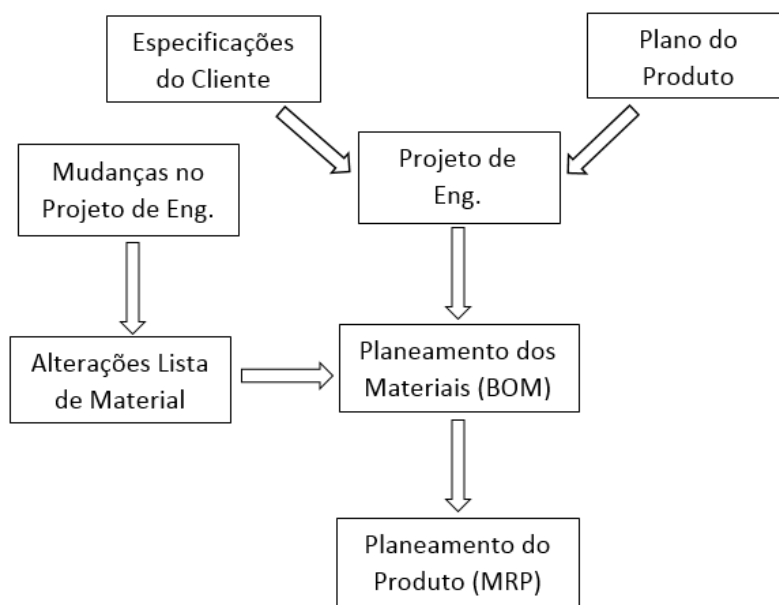 Especificações
do Cliente
Plano do
Produto
Mudanças no
Projeto de Eng.
Projeto de
Eng.
Alterações Lista
de Material
Planeamento dos
Materiais (BOM)
Planeamento do
Produto (MRP)